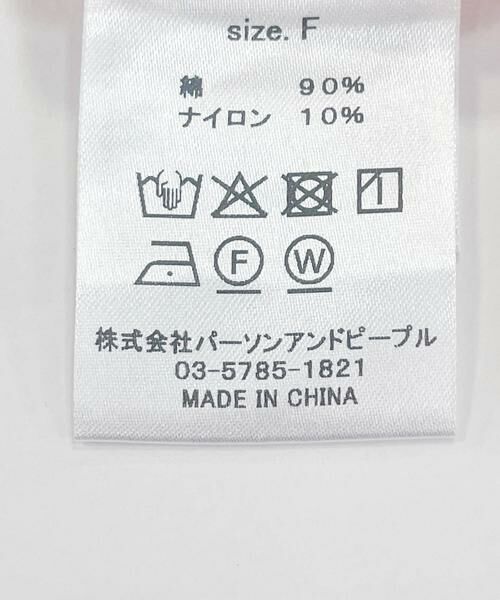 size. F
綿 90%
ナイロン 10%
F W
株式会社パーソンアンドピープル
03-5785-1821
MADE IN CHINA